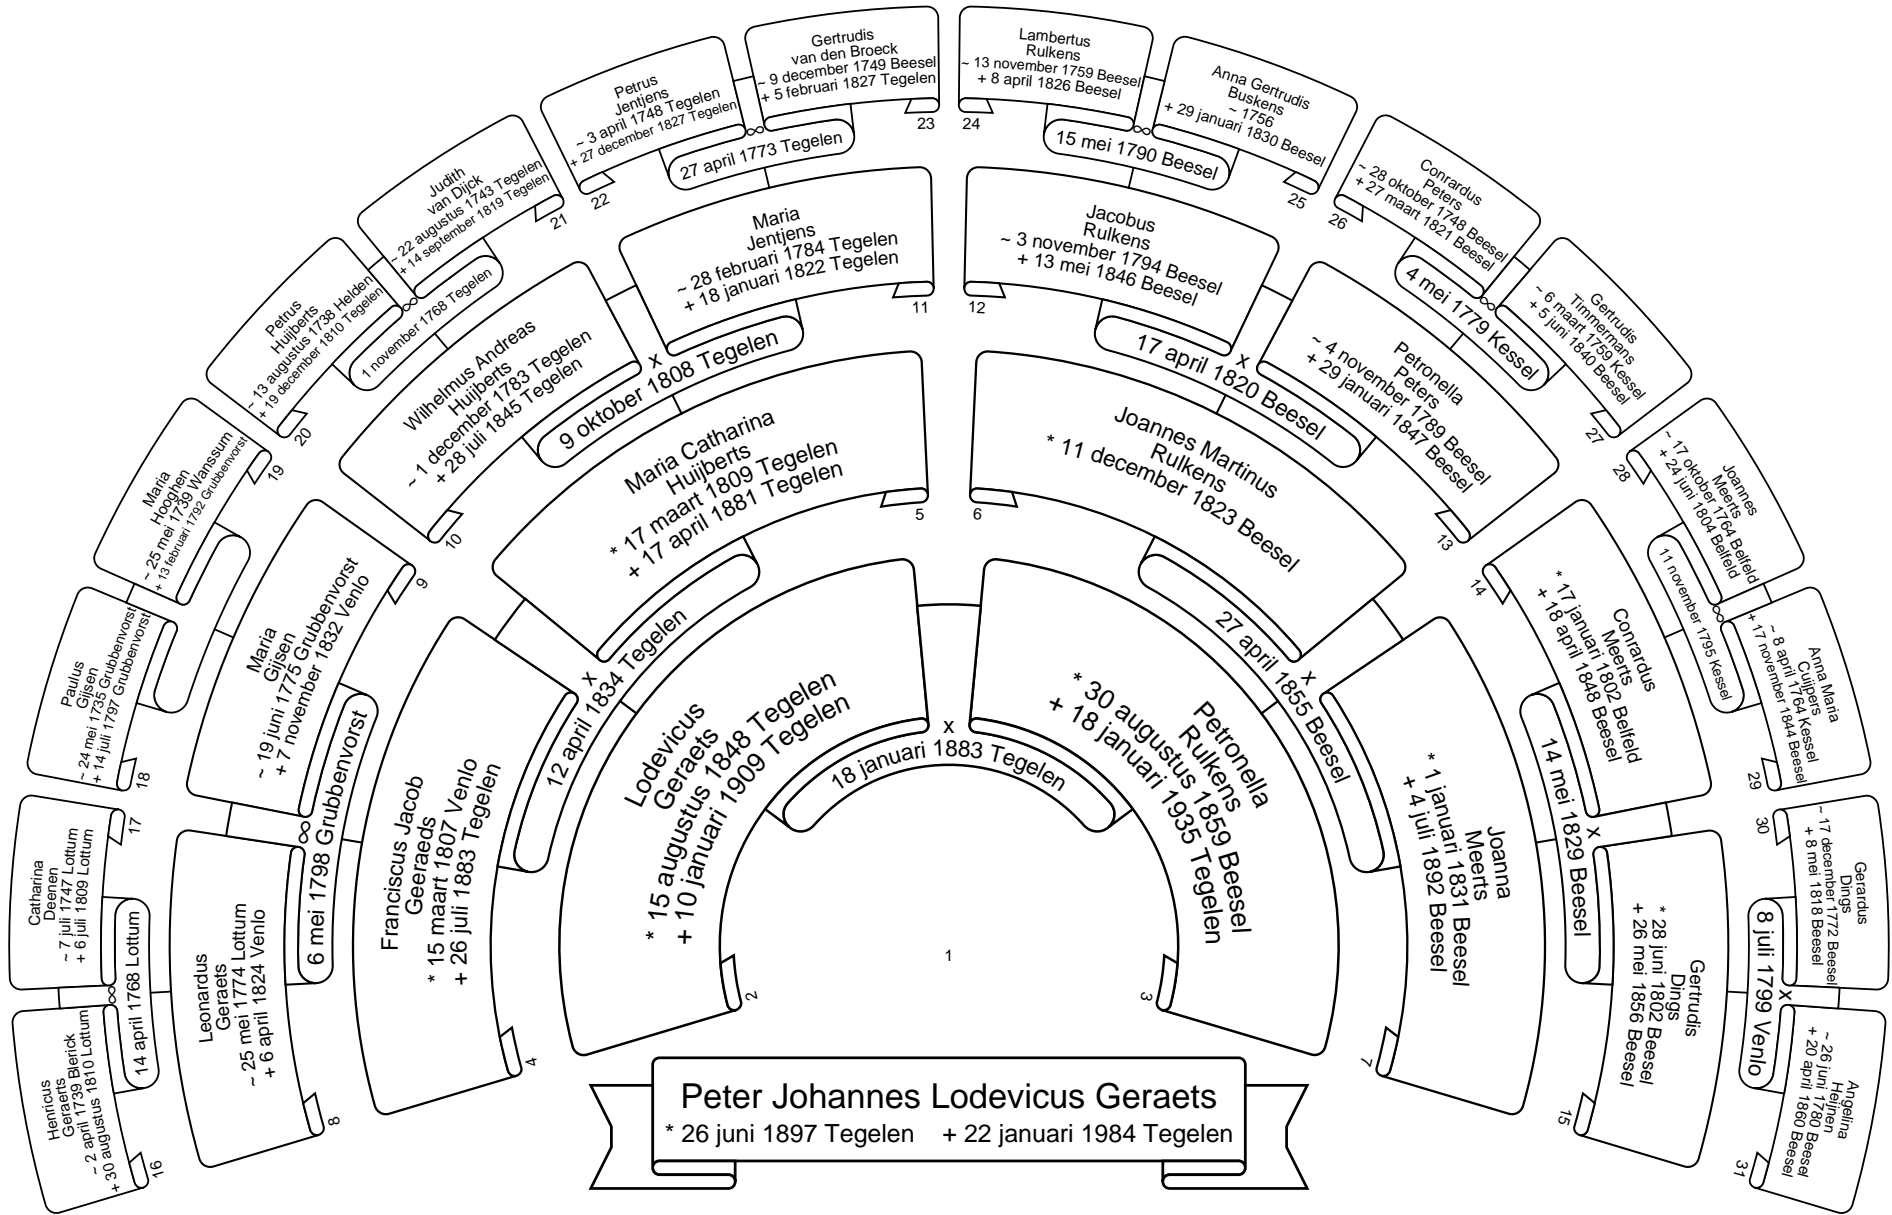 Peter Johannes Lodevicus Geraets
* 26 juni 1897 Tegelen + 22 januari 1984 Tegelen
1
Lodevicus
Geraets
* 15 augustus 1848 Tegelen
+ 10 januari 1909 Tegelen
2
x
18 januari 1883 Tegelen
Petronella
Rulkens
* 30 augustus 1859 Beesel
+ 18 januari 1935 Tegelen
3
Franciscus Jacob
Geeraeds
* 15 maart 1807 Venlo
+ 26 juli 1883 Tegelen
4
x
12 april 1834 Tegelen
Maria Catharina
Huijberts
* 17 maart 1809 Tegelen
+ 17 april 1881 Tegelen
5
Joannes Martinus
Rulkens
* 11 december 1823 Beesel
6
x
27 april 1855 Beesel
Joanna
Meerts
* 1 januari 1831 Beesel
+ 4 juli 1892 Beesel
7
Leonardus
Geraets
~ 25 mei 1774 Lottum
+ 6 april 1824 Venlo
8
∞
6 mei 1798 Grubbenvorst
Maria
Gijsen
~ 19 juni 1775 Grubbenvorst
+ 7 november 1832 Venlo
9
Wilhelmus Andreas
Huijberts
~ 1 december 1783 Tegelen
+ 28 juli 1845 Tegelen
10
x
9 oktober 1808 Tegelen
Maria
Jentjens
~ 28 februari 1784 Tegelen
+ 18 januari 1822 Tegelen
11
Jacobus
Rulkens
~ 3 november 1794 Beesel
+ 13 mei 1846 Beesel
12
x
17 april 1820 Beesel
Petronella
Peters
~ 4 november 1789 Beesel
+ 29 januari 1847 Beesel
13
Conrardus
Meerts
* 17 januari 1802 Belfeld
+ 18 april 1848 Beesel
14
x
14 mei 1829 Beesel
Gertrudis
Dings
* 28 juni 1802 Beesel
+ 26 mei 1856 Beesel
15
Henricus
Geraerts
~ 2 april 1739 Blerick
+ 30 augustus 1810 Lottum
16
∞
14 april 1768 Lottum
Catharina
Deenen
~ 7 juli 1747 Lottum
+ 6 juli 1809 Lottum
17
Paulus
Gijsen
~ 24 mei 1735 Grubbenvorst
+ 14 juli 1797 Grubbenvorst
18
Maria
Hooghen
~ 25 mei 1739 Wanssum
+ 13 februari 1792 Grubbenvorst
19
Petrus
Huijberts
~ 13 augustus 1738 Helden
+ 19 december 1810 Tegelen
20
∞
1 november 1768 Tegelen
Judith
van Dijck
~ 22 augustus 1743 Tegelen
+ 14 september 1819 Tegelen
21
Petrus
Jentjens
~ 3 april 1748 Tegelen
+ 27 december 1827 Tegelen
22
∞
27 april 1773 Tegelen
Gertrudis
van den Broeck
~ 9 december 1749 Beesel
+ 5 februari 1827 Tegelen
23
Lambertus
Rulkens
~ 13 november 1759 Beesel
+ 8 april 1826 Beesel
24
∞
15 mei 1790 Beesel
Anna Gertrudis
Buskens
~ 1756
+ 29 januari 1830 Beesel
25
Conrardus
Peters
~ 28 oktober 1748 Beesel
+ 27 maart 1821 Beesel
26
∞
4 mei 1779 Kessel
Gertrudis
Timmermans
~ 6 maart 1759 Kessel
+ 5 juni 1840 Beesel
27
Joannes
Meerts
~ 17 oktober 1764 Belfeld
+ 24 juni 1804 Belfeld
28
∞
11 november 1795 Kessel
Anna Maria
Cuijpers
~ 8 april 1764 Kessel
+ 17 november 1844 Beesel
29
Gerardus
Dings
~ 17 december 1772 Beesel
+ 8 mei 1818 Beesel
30
x
8 juli 1799 Venlo
Angelina
Heijnen
~ 26 juni 1780 Beesel
+ 20 april 1860 Beesel
31